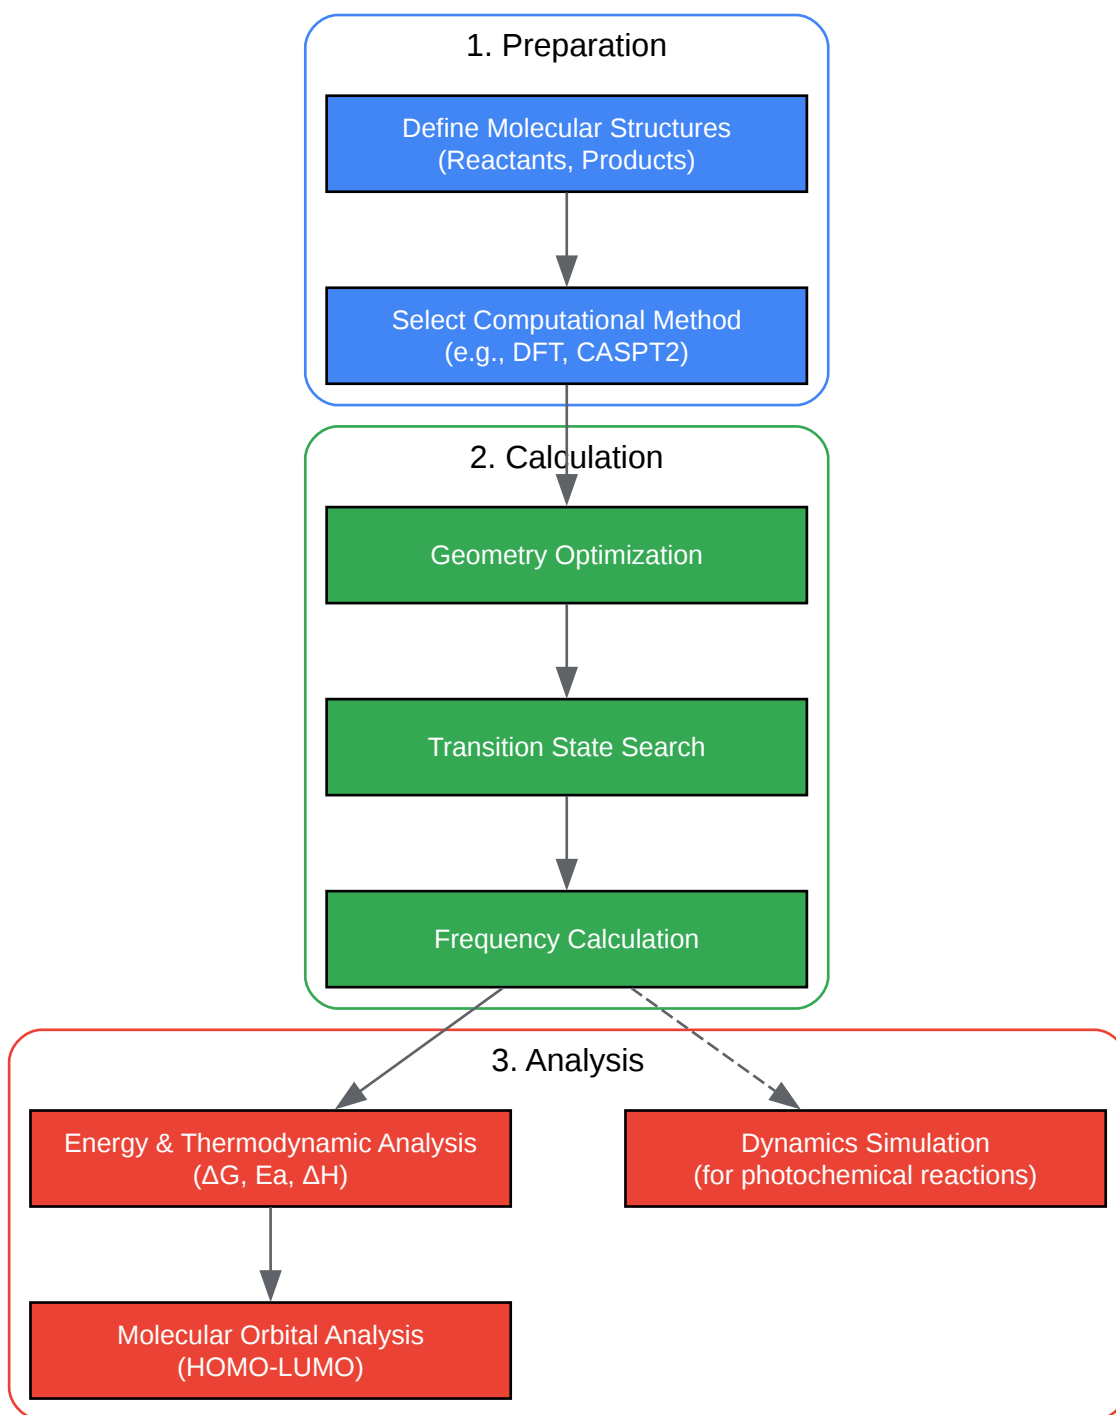 1. Preparation
Define Molecular Structures
(Reactants, Products)
Select Computational Method
(e.g., DFT, CASPT2)
2. Calculation
Geometry Optimization
Transition State Search
Frequency Calculation
3. Analysis
Energy & Thermodynamic Analysis
(ΔG, Ea, ΔH)
Dynamics Simulation
(for photochemical reactions)
Molecular Orbital Analysis
(HOMO-LUMO)